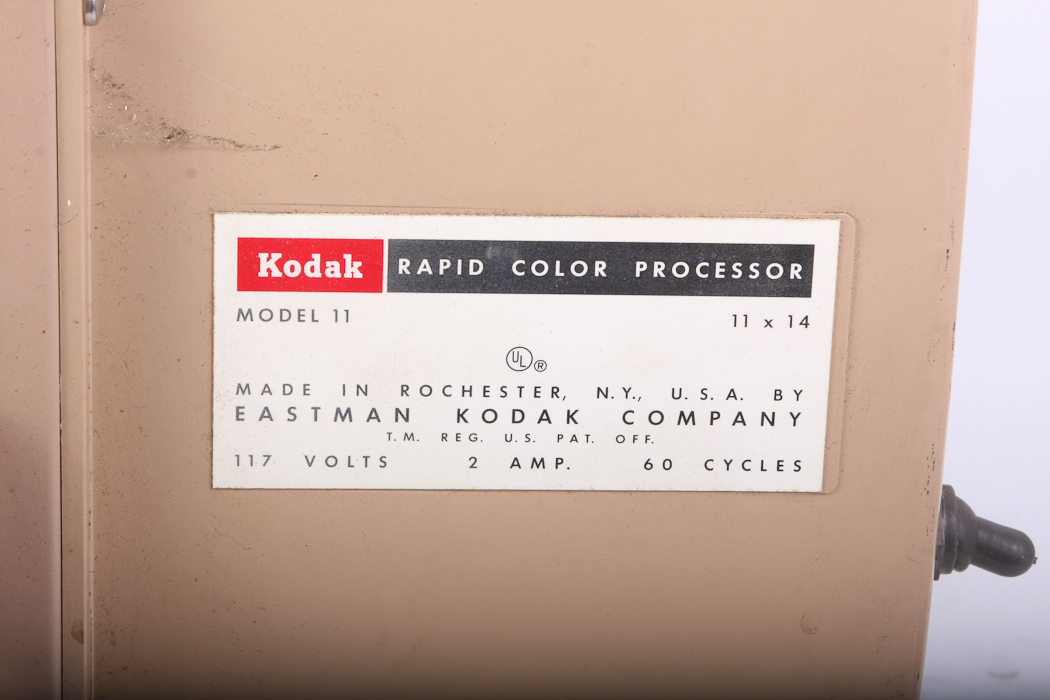 Kodak RAPID COLOR PROCESSOR
MODEL 11 11 x 14
UL ®
MADE IN ROCHESTER, N.Y., U.S.A. BY
EASTMAN KODAK COMPANY
T.M. REG. U.S. PAT. OFF.
117 VOLTS 2 AMP. 60 CYCLES